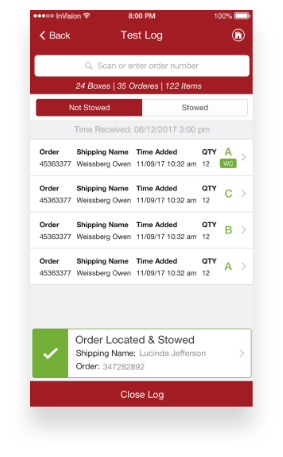 InVision 8:00 PM 100%
Back Test Log
Scan or enter order number
24 Boxes | 35 Orderes | 122 Items
Not Stowed Stowed
Time Received: 06/12/2017 3:00 pm
Order Shipping Name Time Added QTY A
45363377 Weissberg Owen 11/09/17 10:32 am 12 WC
Order Shipping Name Time Added QTY C
45363377 Weissberg Owen 11/09/17 10:32 am 12
Order Shipping Name Time Added QTY B
45363377 Weissberg Owen 11/09/17 10:32 am 12
Order Shipping Name Time Added QTY A
45363377 Weissberg Owen 11/09/17 10:32 am 12
Order Located & Stowed
Shipping Name: Lucinda Jefferson
Order: 347282892
Close Log